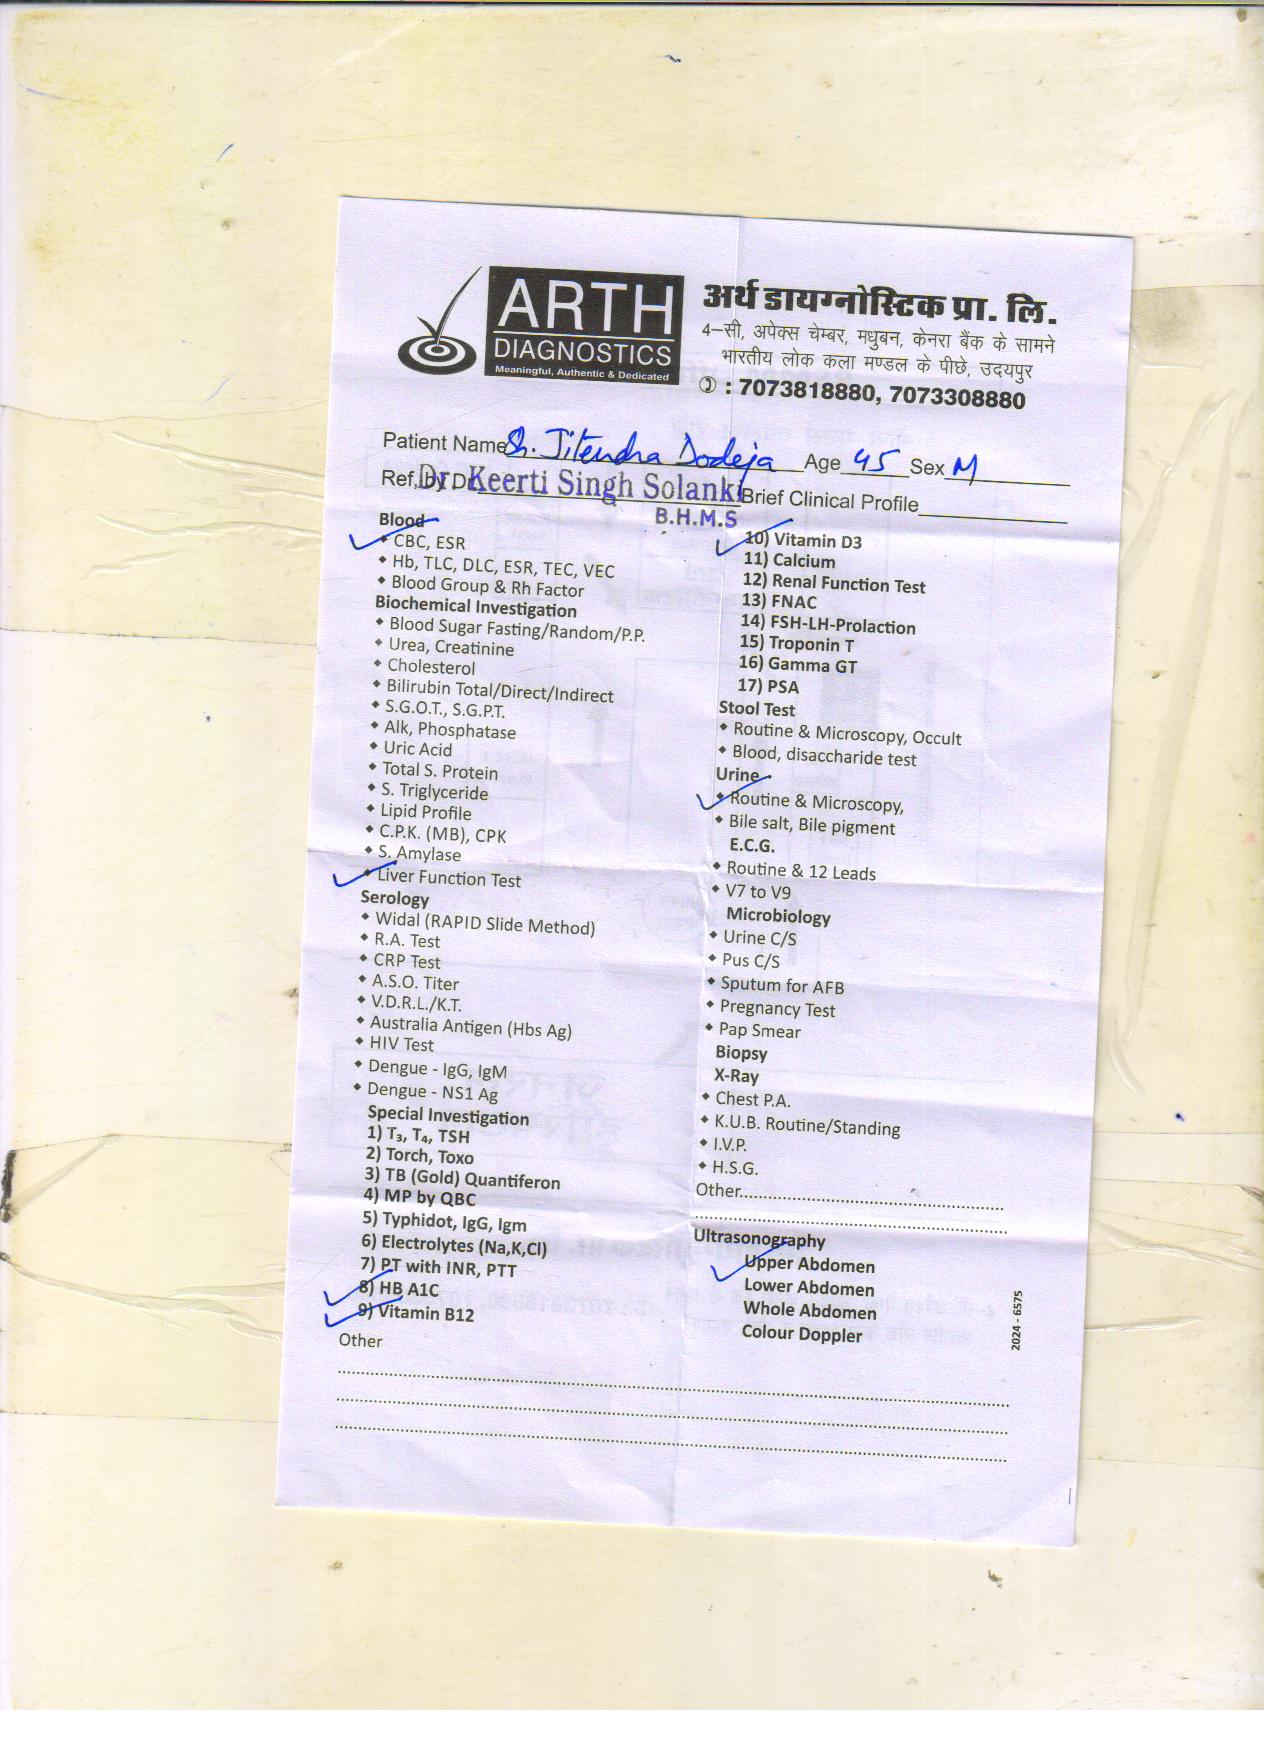 ARTH
DIAGNOSTICS
Meaningful, Authentic & Dedicated
अर्थ डायग्नोस्टिक प्रा. लि.
4–सी, अपेक्स चेम्बर, मधुबन, केनरा बैंक के सामने
भारतीय लोक कला मण्डल के पीछे, उदयपुर
✆ : 7073818880, 7073308880
Patient Name Sh. Jitendra Dodeja Age 45 Sex M
Ref. by Dr. Dr. Keerti Singh Solanki Brief Clinical Profile
B.H.M.S
Blood
CBC, ESR
Hb, TLC, DLC, ESR, TEC, VEC
Blood Group & Rh Factor
Biochemical Investigation
Blood Sugar Fasting/Random/P.P.
Urea, Creatinine
Cholesterol
Bilirubin Total/Direct/Indirect
S.G.O.T., S.G.P.T.
Alk, Phosphatase
Uric Acid
Total S. Protein
S. Triglyceride
Lipid Profile
C.P.K. (MB), CPK
S. Amylase
Liver Function Test
Serology
Widal (RAPID Slide Method)
R.A. Test
CRP Test
A.S.O. Titer
V.D.R.L./K.T.
Australia Antigen (Hbs Ag)
HIV Test
Dengue - IgG, IgM
Dengue - NS1 Ag
Special Investigation
1) T₃, T₄, TSH
2) Torch, Toxo
3) TB (Gold) Quantiferon
4) MP by QBC
5) Typhidot, IgG, Igm
6) Electrolytes (Na,K,Cl)
7) PT with INR, PTT
8) HB A1C
9) Vitamin B12
Other
10) Vitamin D3
11) Calcium
12) Renal Function Test
13) FNAC
14) FSH-LH-Prolaction
15) Troponin T
16) Gamma GT
17) PSA
Stool Test
Routine & Microscopy, Occult
Blood, disaccharide test
Urine
Routine & Microscopy,
Bile salt, Bile pigment
E.C.G.
Routine & 12 Leads
V7 to V9
Microbiology
Urine C/S
Pus C/S
Sputum for AFB
Pregnancy Test
Pap Smear
Biopsy
X-Ray
Chest P.A.
K.U.B. Routine/Standing
I.V.P.
H.S.G.
Other
Ultrasonography
Upper Abdomen
Lower Abdomen
Whole Abdomen
Colour Doppler
2024 - 6575